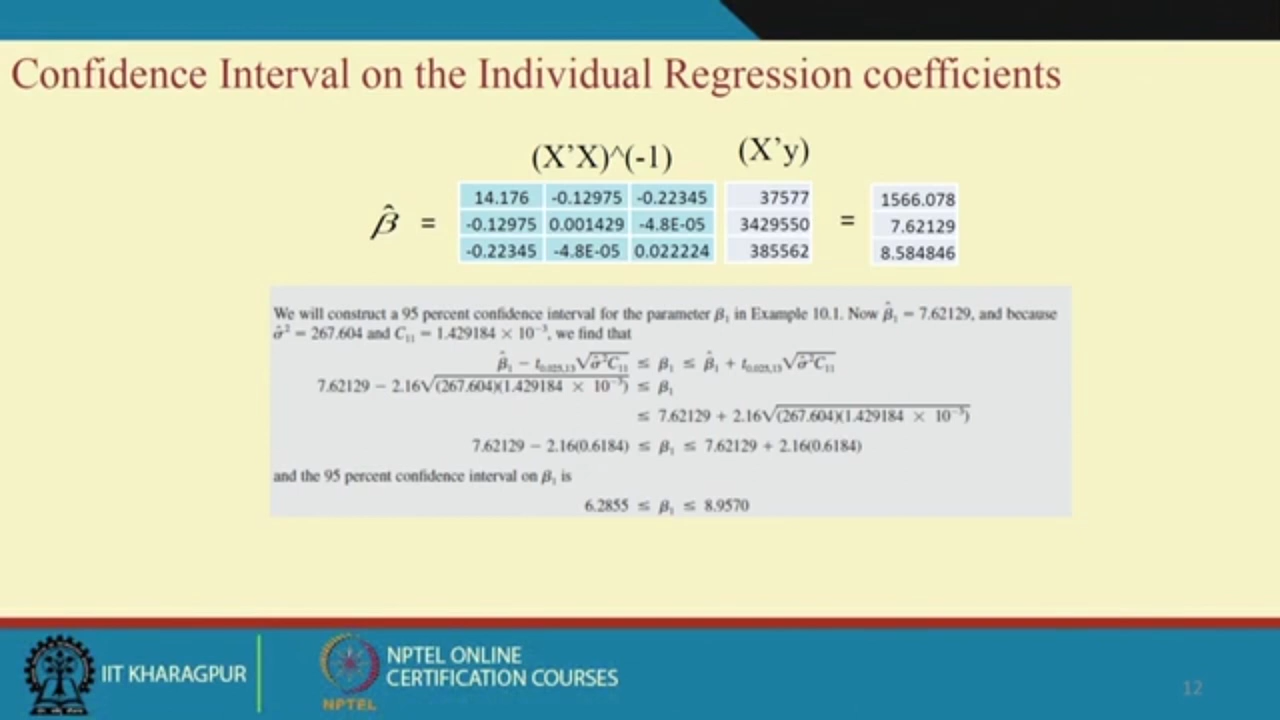 Confidence Interval on the Individual Regression coefficients
(X’X)^(-1) (X’y)
β̂ =
14.176 -0.12975 -0.22345
-0.12975 0.001429 -4.8E-05
-0.22345 -4.8E-05 0.022224
37577
3429550
385562
=
1566.078
7.62129
8.584846
We will construct a 95 percent confidence interval for the parameter β₁ in Example 10.1. Now β̂₁ = 7.62129, and because
σ̂² = 267.604 and C₁₁ = 1.429184 × 10⁻³, we find that
β̂₁ − t₀.₀₂₅,₁₃√σ̂²C₁₁ ≤ β₁ ≤ β̂₁ + t₀.₀₂₅,₁₃√σ̂²C₁₁
7.62129 − 2.16√(267.604)(1.429184 × 10⁻³) ≤ β₁
≤ 7.62129 + 2.16√(267.604)(1.429184 × 10⁻³)
7.62129 − 2.16(0.6184) ≤ β₁ ≤ 7.62129 + 2.16(0.6184)
and the 95 percent confidence interval on β₁ is
6.2855 ≤ β₁ ≤ 8.9570
IIT KHARAGPUR
NPTEL
NPTEL ONLINE
CERTIFICATION COURSES
12